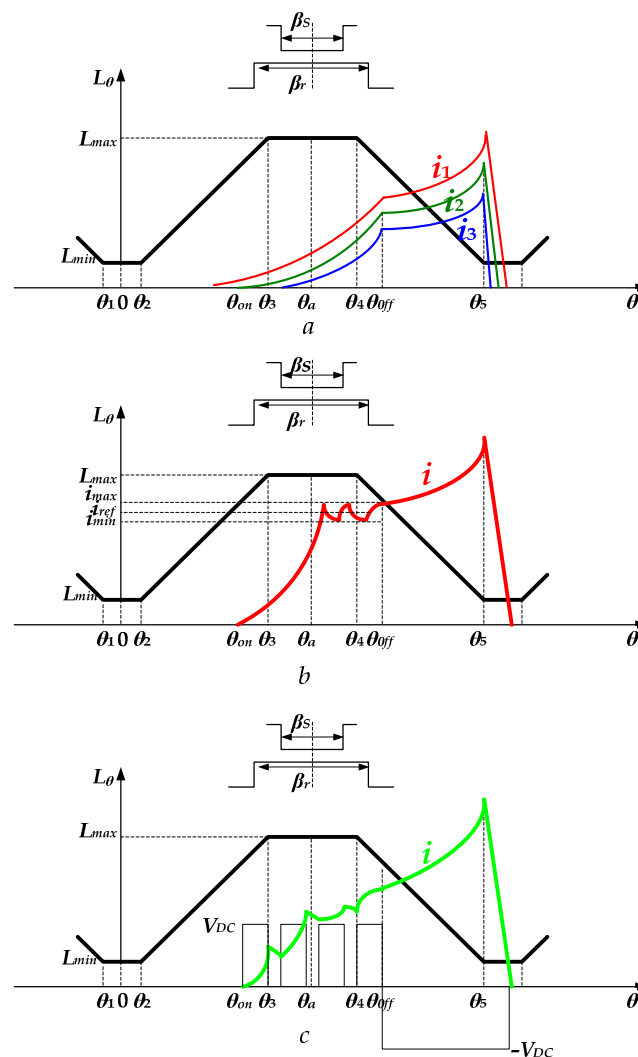 βS
βr
Lθ
Lmax
i1
i2
i3
Lmin
θ1 0 θ2 θon θ3 θa θ4 θoff θ5 θ
a
βS
βr
Lθ
Lmax
imax
iref
imin
i
Lmin
θ1 0 θ2 θon θ3 θa θ4 θoff θ5 θ
b
βS
βr
Lθ
Lmax
i
VDC
Lmin
θ1 0 θ2 θon θ3 θa θ4 θoff θ5 θ
c
-VDC